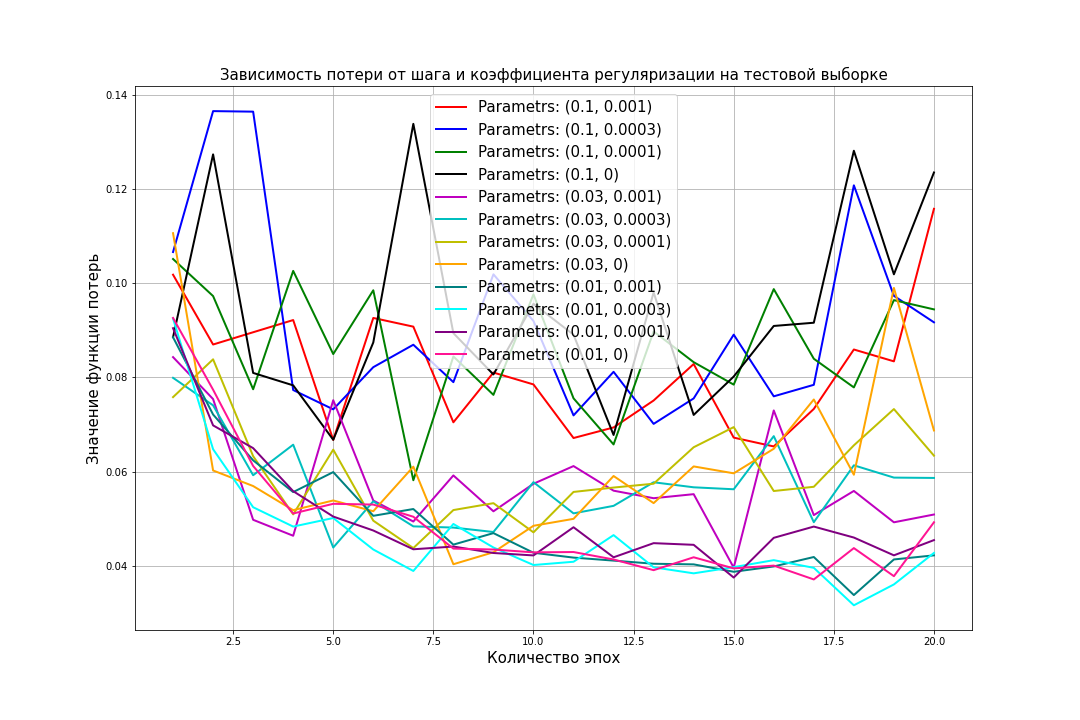 Зависимость потери от шага и коэффициента регуляризации на тестовой выборке
0.14
0.12
0.10
0.08
0.06
0.04
Значение функции потерь
Parametrs: (0.1, 0.001)
Parametrs: (0.1, 0.0003)
Parametrs: (0.1, 0.0001)
Parametrs: (0.1, 0)
Parametrs: (0.03, 0.001)
Parametrs: (0.03, 0.0003)
Parametrs: (0.03, 0.0001)
Parametrs: (0.03, 0)
Parametrs: (0.01, 0.001)
Parametrs: (0.01, 0.0003)
Parametrs: (0.01, 0.0001)
Parametrs: (0.01, 0)
2.5 5.0 7.5 10.0 12.5 15.0 17.5 20.0
Количество эпох